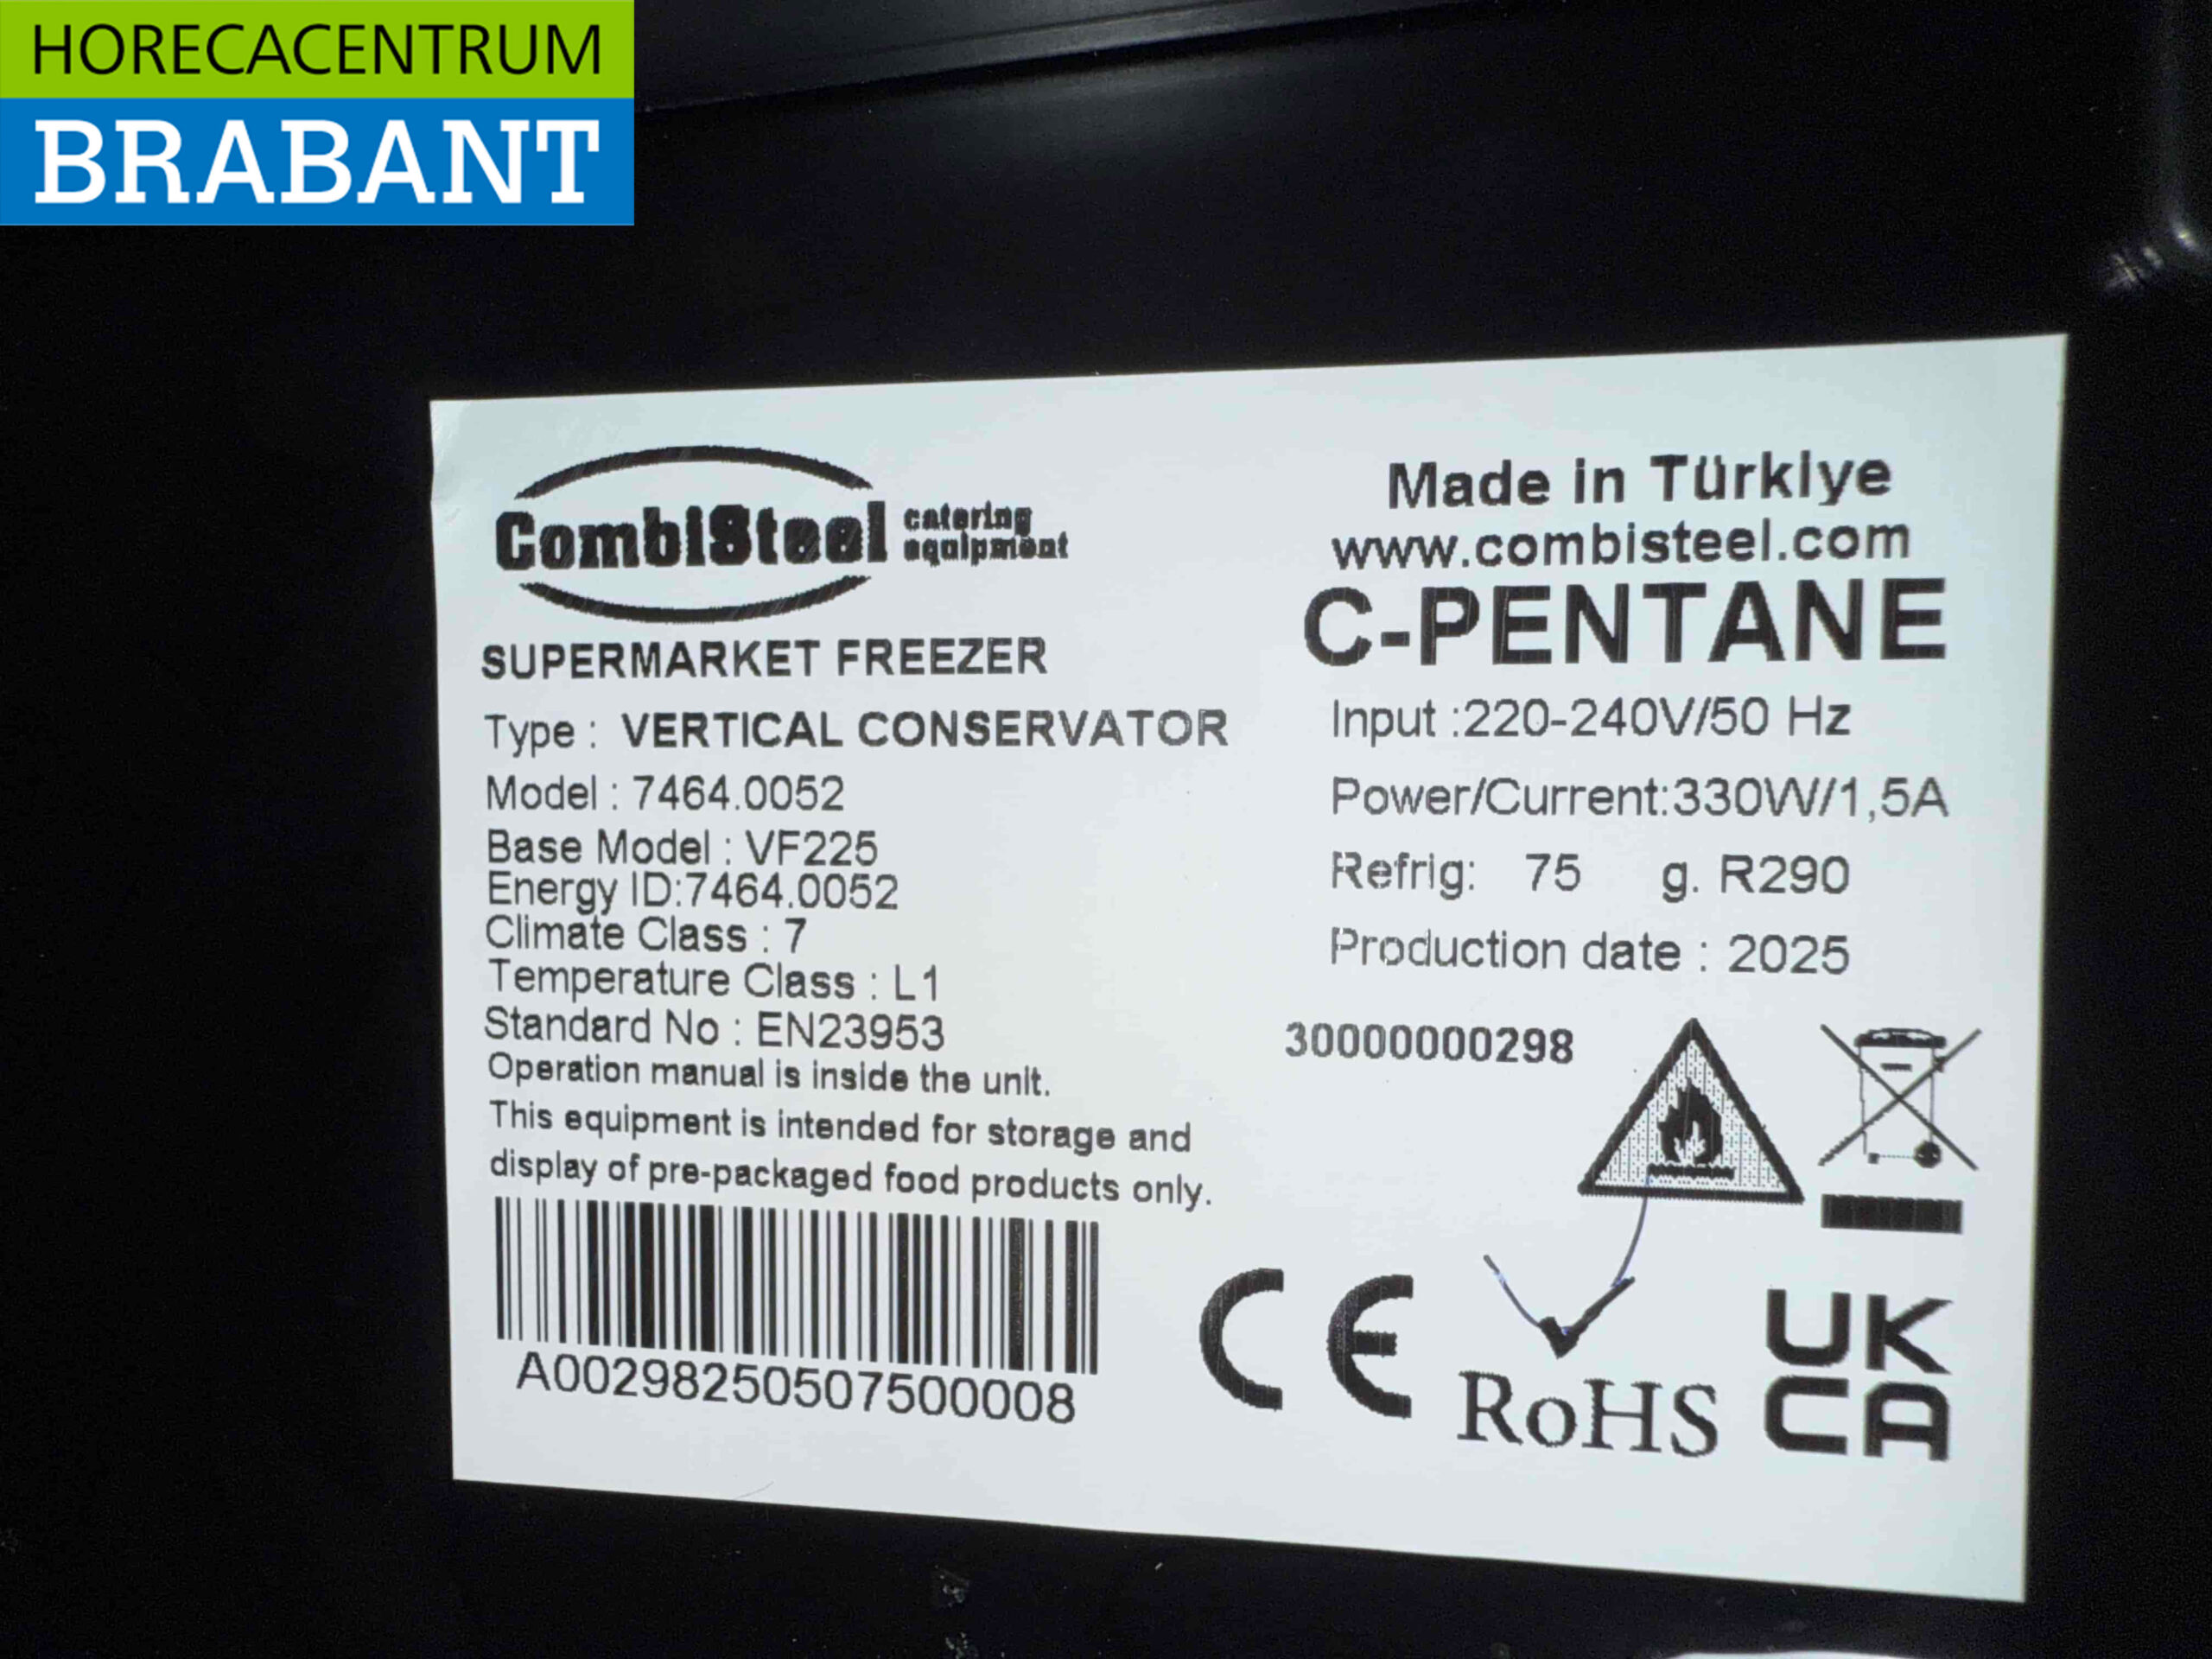 HORECACENTRUM
BRABANT
CombiSteel catering equipment
SUPERMARKET FREEZER
Type : VERTICAL CONSERVATOR
Model : 7464.0052
Base Model : VF225
Energy ID:7464.0052
Climate Class : 7
Temperature Class : L1
Standard No : EN23953
Operation manual is inside the unit.
This equipment is intended for storage and
display of pre-packaged food products only.
A00298250507500008
Made in Türkiye
www.combisteel.com
C-PENTANE
Input :220-240V/50 Hz
Power/Current:330W/1,5A
Refrig: 75 g. R290
Production date : 2025
30000000298
CE
RoHS
UK
CA